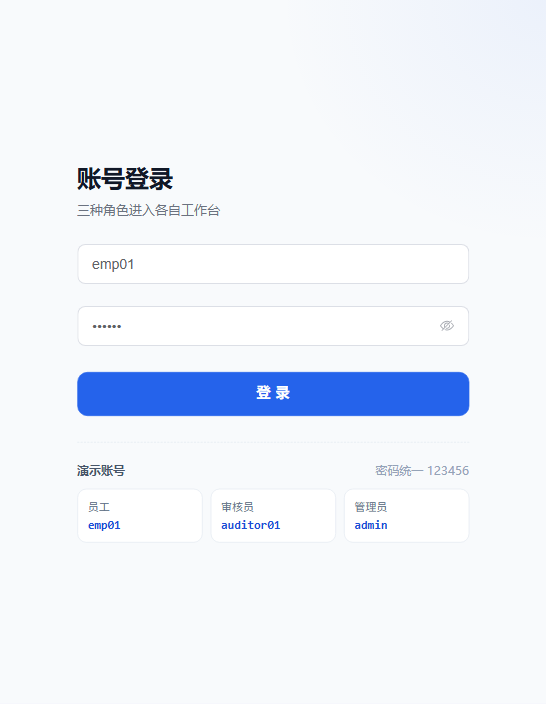 账号登录
三种角色进入各自工作台
emp01
••••••
登 录
演示账号 密码统一 123456
员工 审核员 管理员
emp01 auditor01 admin